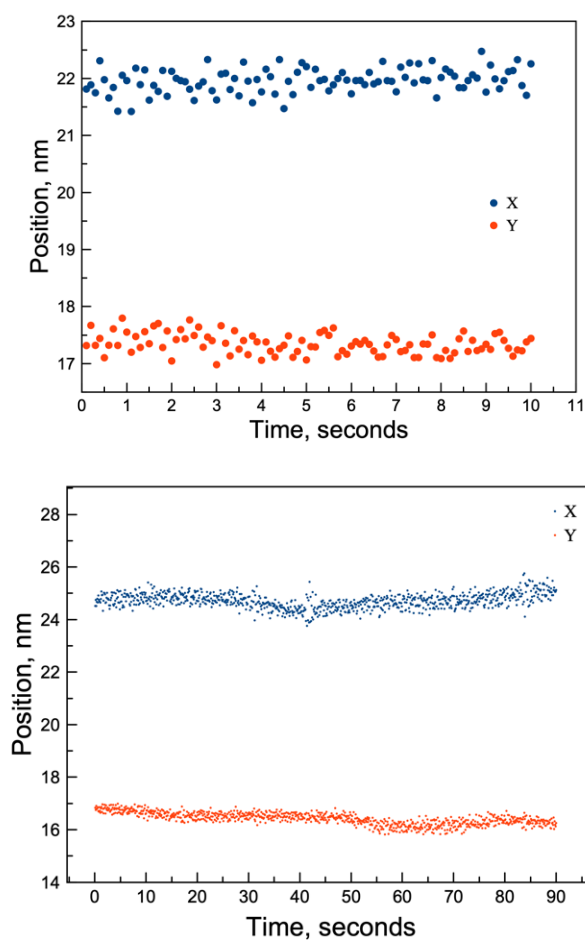 23
22
21
20
19
18
17
Position, nm
X
Y
0 1 2 3 4 5 6 7 8 9 10 11
Time, seconds
28
26
24
22
20
18
16
14
Position, nm
X
Y
0 10 20 30 40 50 60 70 80 90
Time, seconds